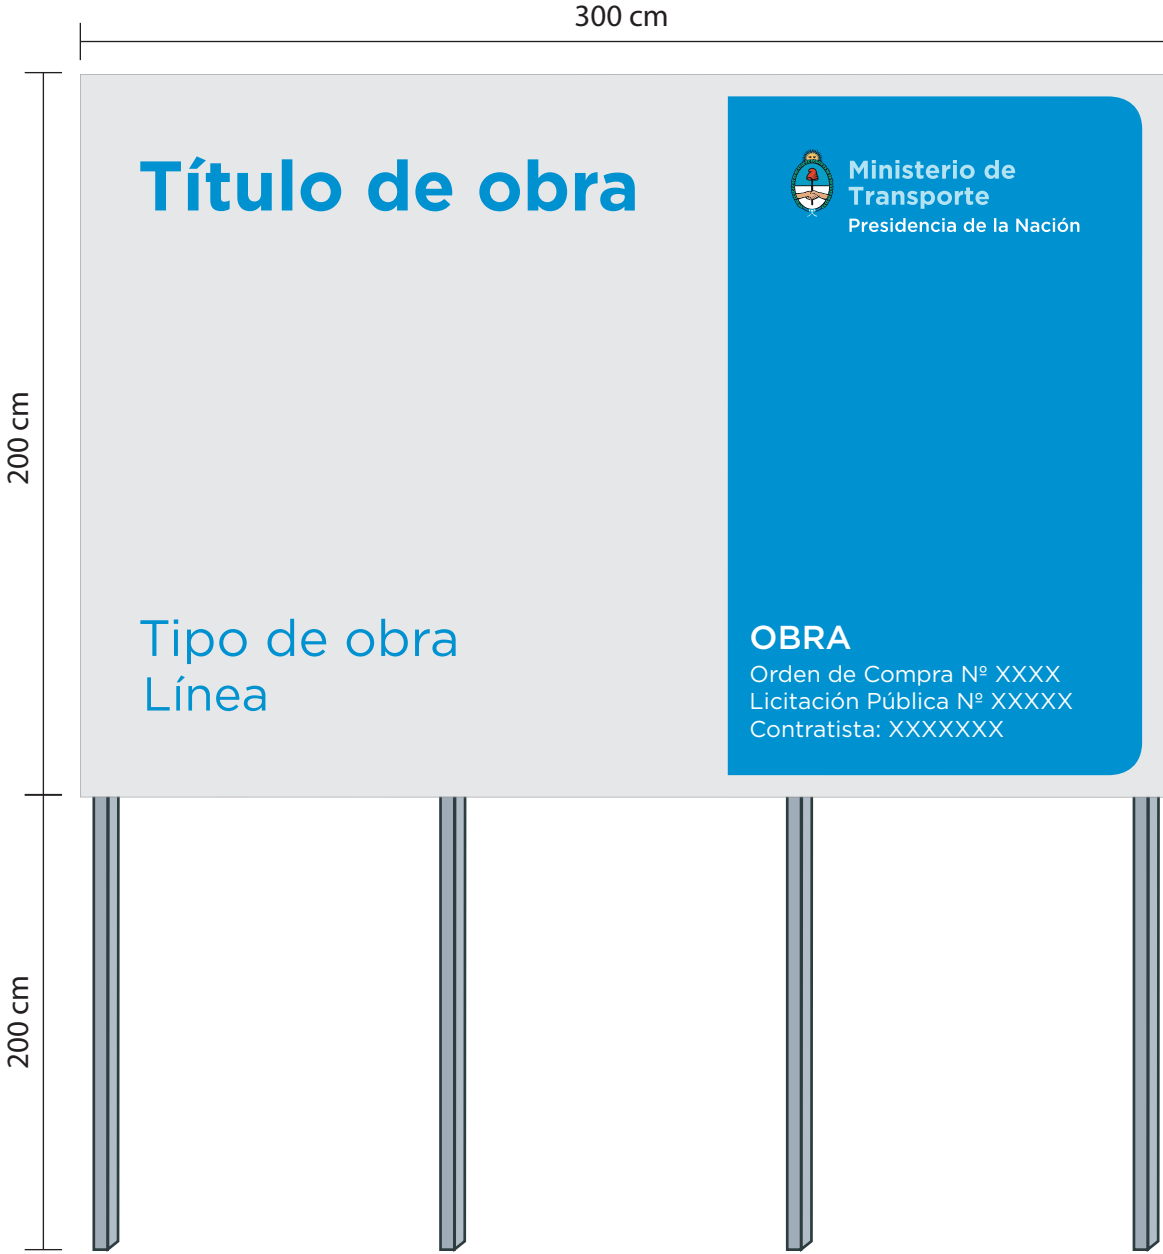 300 cm
200 cm
Título de obra
Ministerio de
Transporte
Presidencia de la Nación
Tipo de obra
Línea
OBRA
Orden de Compra Nº XXXX
Licitación Pública Nº XXXXX
Contratista: XXXXXXX
200 cm